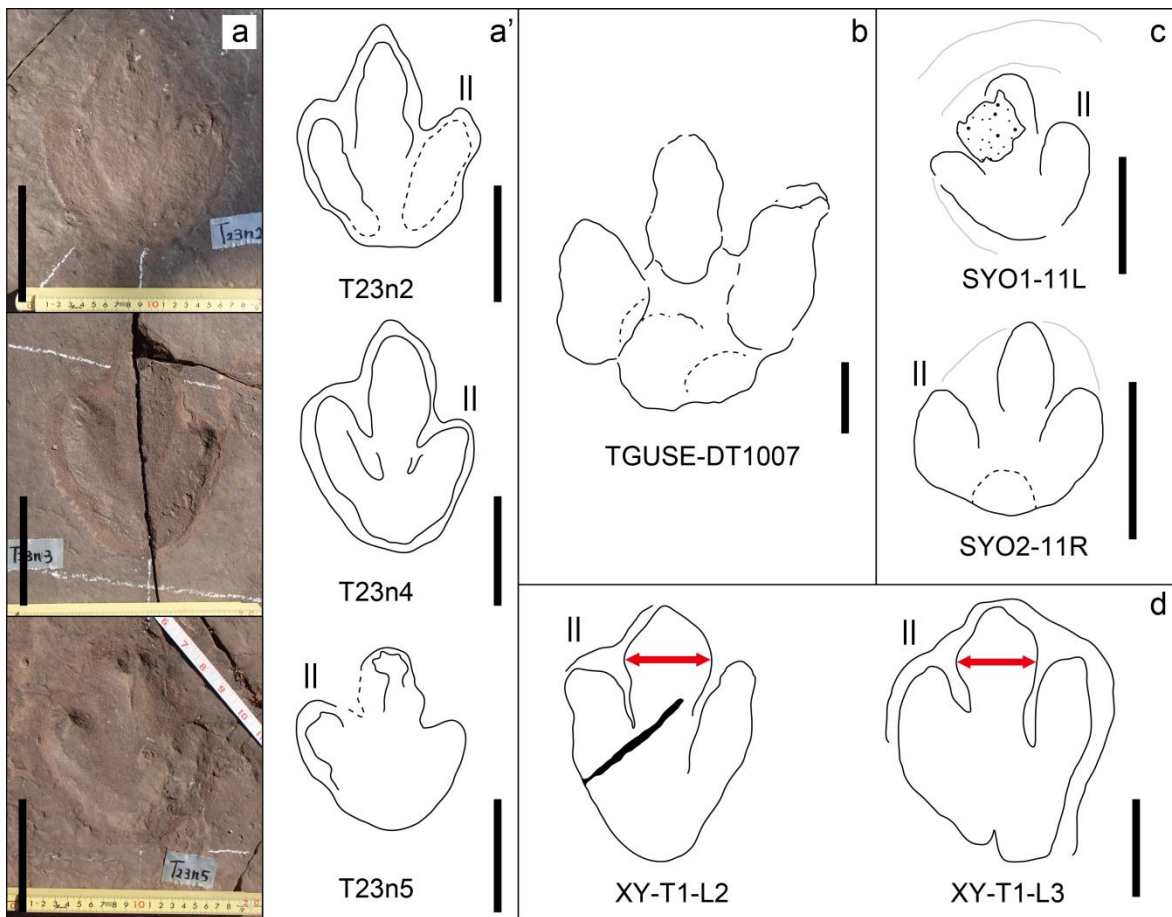 a
T23n2
T23n3
T23n5
a'
II
T23n2
II
T23n4
II
T23n5
b
TGUSE-DT1007
c
II
SYO1-11L
II
SYO2-11R
d
II
XY-T1-L2
II
XY-T1-L3